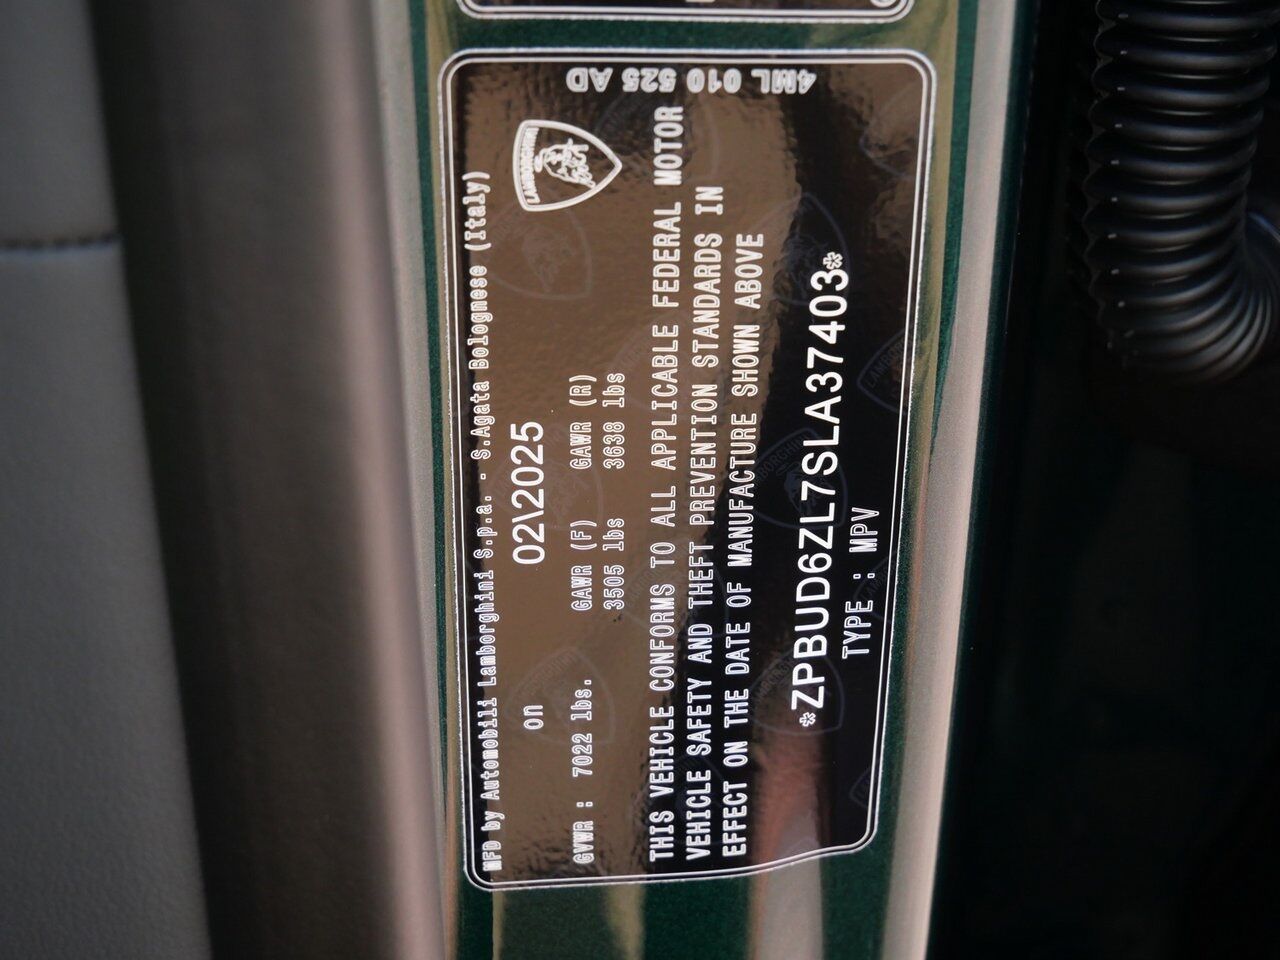 MFD by Automobili Lamborghini S.p.a. - S.Agata Bolognese (Italy)
on 02\2025
GVWR : 7022 lbs. GAWR (F) GAWR (R)
3505 lbs 3638 lbs
THIS VEHICLE CONFORMS TO ALL APPLICABLE FEDERAL MOTOR
VEHICLE SAFETY AND THEFT PREVENTION STANDARDS IN
EFFECT ON THE DATE OF MANUFACTURE SHOWN ABOVE
*ZPBUD6ZL7SLA37403*
TYPE : MPV
LAMBORGHINI
4ML 010 525 AD